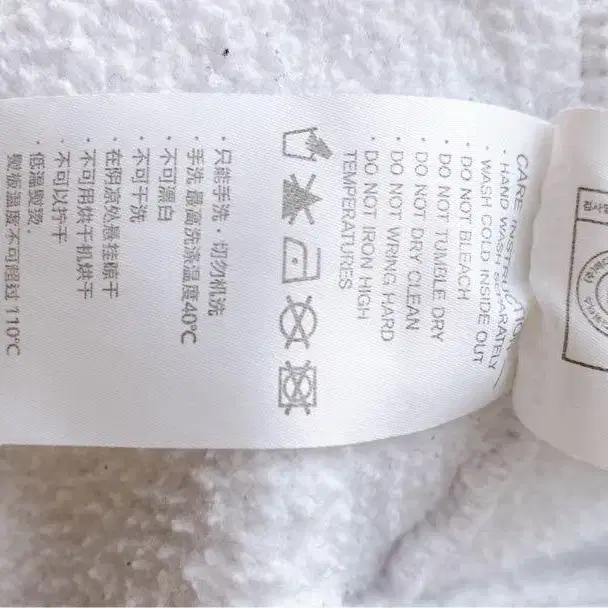 CARE INSTRUCTION
· HAND WASH SEPARATELY
· WASH COLD INSIDE OUT
· DO NOT BLEACH
· DO NOT TUMBLE DRY
· DO NOT DRY CLEAN
· DO NOT WRING HARD
· DO NOT IRON HIGH
TEMPERATURES
· 只能手洗·切勿机洗
· 手洗 最高洗涤温度40℃
· 不可漂白
· 不可干洗
· 在阴凉处悬挂晾干
· 不可用烘干机烘干
· 不可以拧干
· 低温熨烫·
熨板温度不可超过 110℃